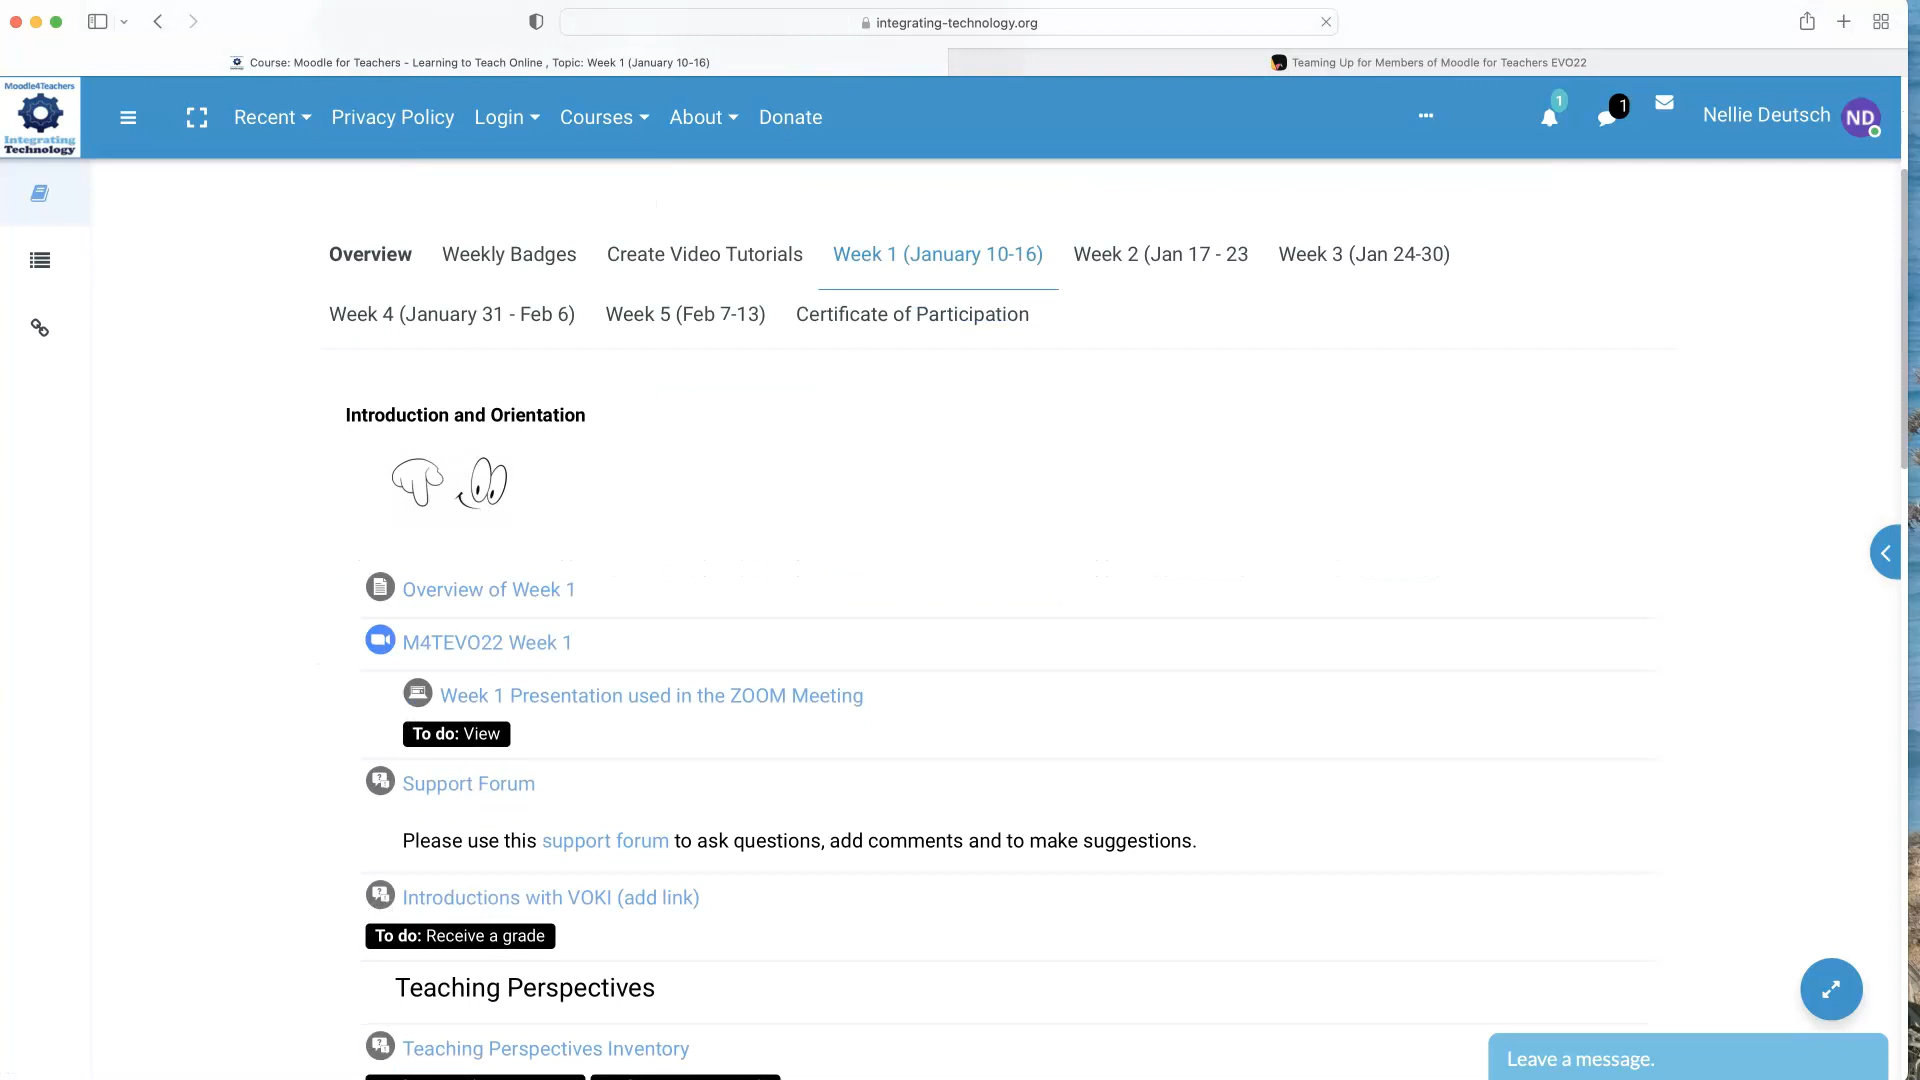 integrating-technology.org
Course: Moodle for Teachers - Learning to Teach Online , Topic: Week 1 (January 10-16)
Teaming Up for Members of Moodle for Teachers EVO22
Moodle4Teachers
Integrating
Technology
Recent
Privacy Policy
Login
Courses
About
Donate
1
1
Nellie Deutsch
ND
Overview
Weekly Badges
Create Video Tutorials
Week 1 (January 10-16)
Week 2 (Jan 17 - 23
Week 3 (Jan 24-30)
Week 4 (January 31 - Feb 6)
Week 5 (Feb 7-13)
Certificate of Participation
Introduction and Orientation
Overview of Week 1
M4TEVO22 Week 1
Week 1 Presentation used in the ZOOM Meeting
To do: View
Support Forum
Please use this support forum to ask questions, add comments and to make suggestions.
Introductions with VOKI (add link)
To do: Receive a grade
Teaching Perspectives
Teaching Perspectives Inventory
Leave a message.